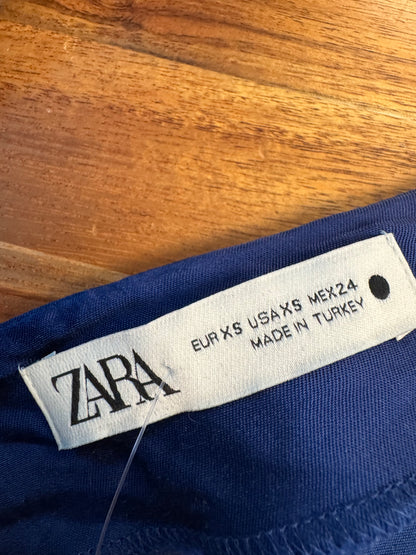 ZARA
EUR XS USA XS MEX 24
MADE IN TURKEY